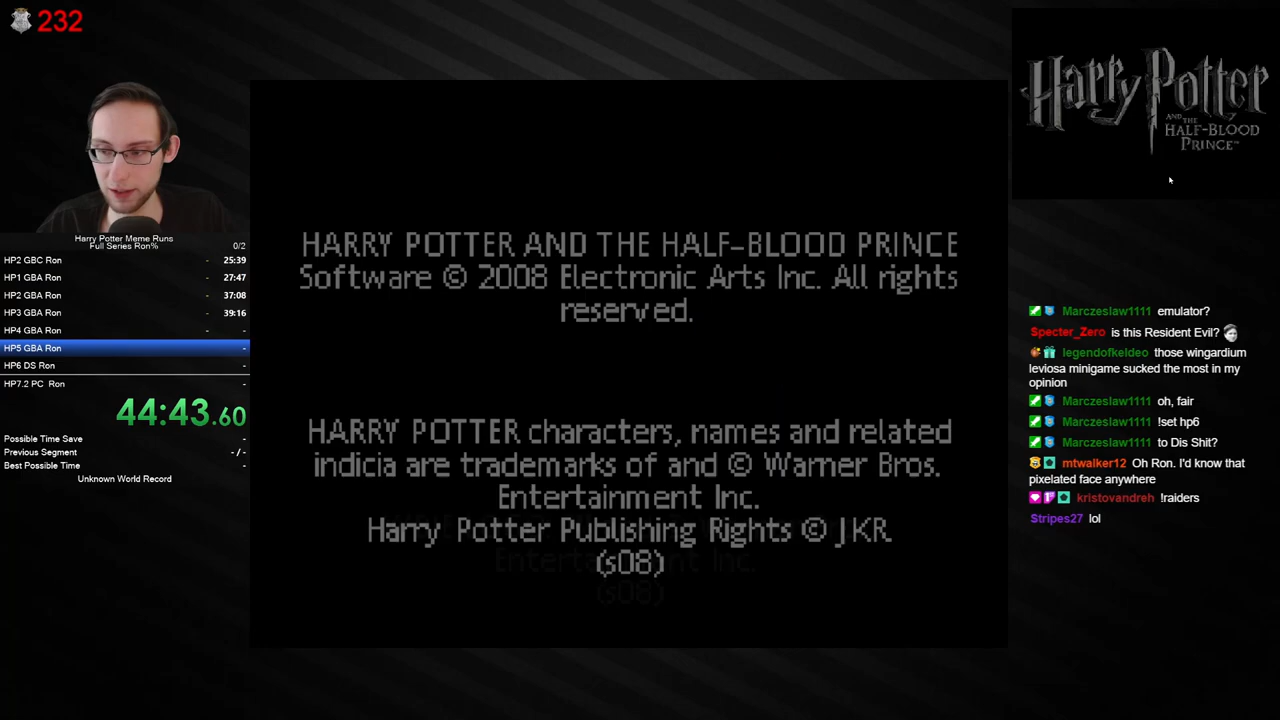 232
Harry Potter Meme Runs
Full Series Ron%
0/2
HP2 GBC Ron - 25:39
HP1 GBA Ron - 27:47
HP2 GBA Ron - 37:08
HP3 GBA Ron - 39:16
HP4 GBA Ron - -
HP5 GBA Ron -
HP6 DS Ron -
HP7.2 PC Ron -
44:43.60
Possible Time Save -
Previous Segment - / -
Best Possible Time -
Unknown World Record
HARRY POTTER AND THE HALF-BLOOD PRINCE
Software © 2008 Electronic Arts Inc. All rights
reserved.
HARRY POTTER characters, names and related
indicia are trademarks of and © Warner Bros.
Entertainment Inc.
Harry Potter Publishing Rights © JKR
Entertainment Inc.
(s08)
(s08)
Harry Potter
AND THE
HALF-BLOOD
PRINCE™
Marczeslaw1111 emulator?
Specter_Zero is this Resident Evil?
legendofkeldeo those wingardium
leviosa minigame sucked the most in my
opinion
Marczeslaw1111 oh, fair
Marczeslaw1111 !set hp6
Marczeslaw1111 to Dis Shit?
mtwalker12 Oh Ron. I'd know that
pixelated face anywhere
kristovandreh !raiders
Stripes27 lol